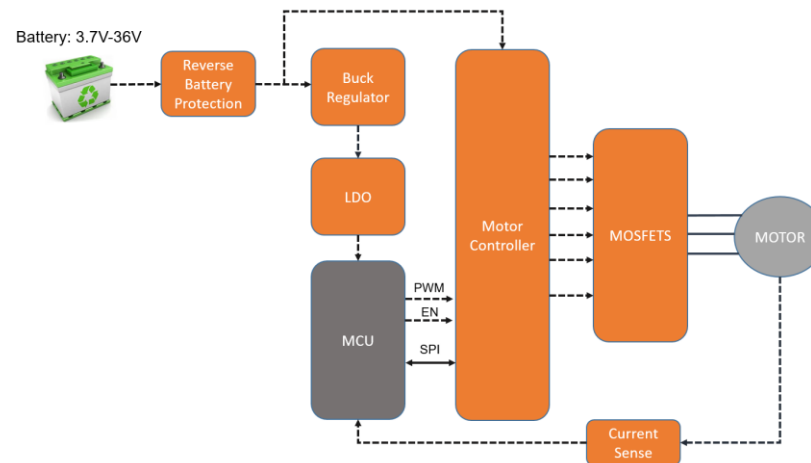 Battery: 3.7V-36V
Reverse
Battery
Protection
Buck
Regulator
LDO
MCU
PWM
EN
SPI
Motor
Controller
MOSFETS
MOTOR
Current
Sense